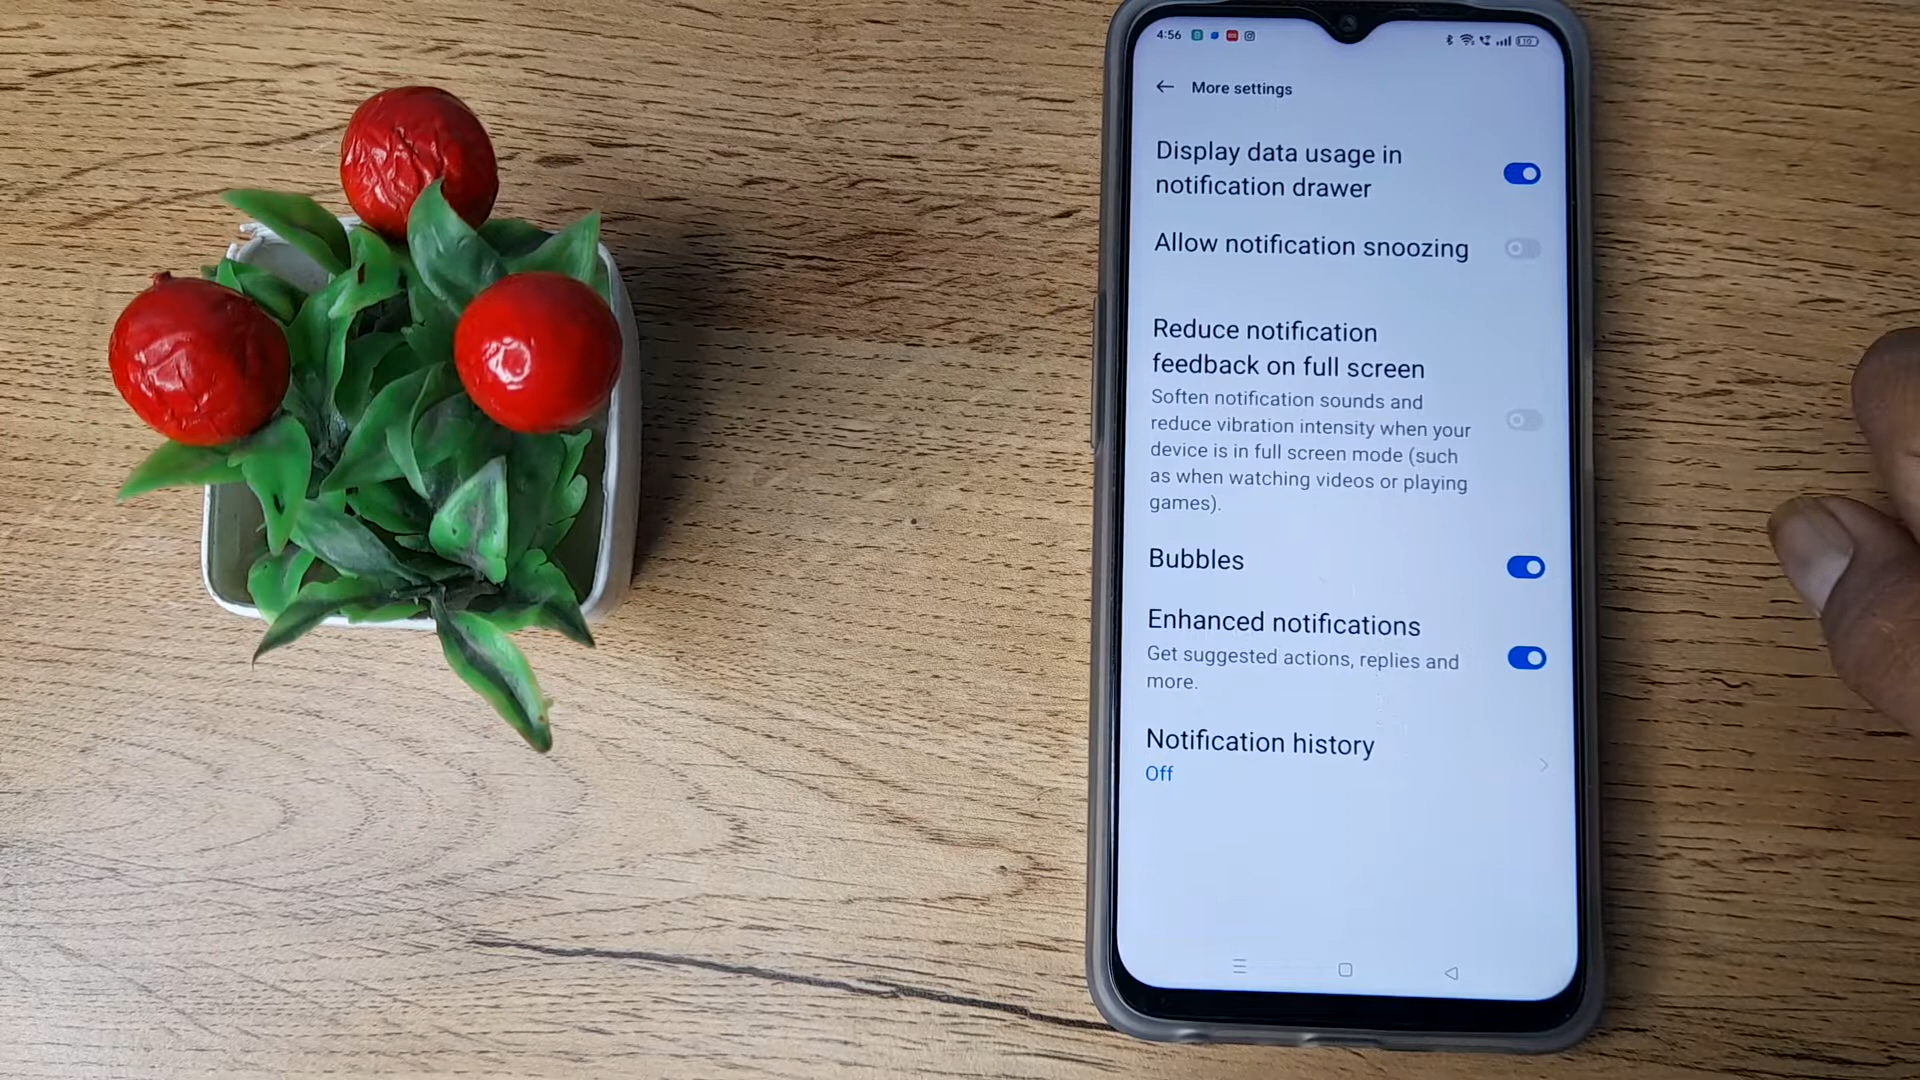 4:56
More settings
Display data usage in
notification drawer
Allow notification snoozing
Reduce notification
feedback on full screen
Soften notification sounds and
reduce vibration intensity when your
device is in full screen mode (such
as when watching videos or playing
games).
Bubbles
Enhanced notifications
Get suggested actions, replies and
more.
Notification history
Off